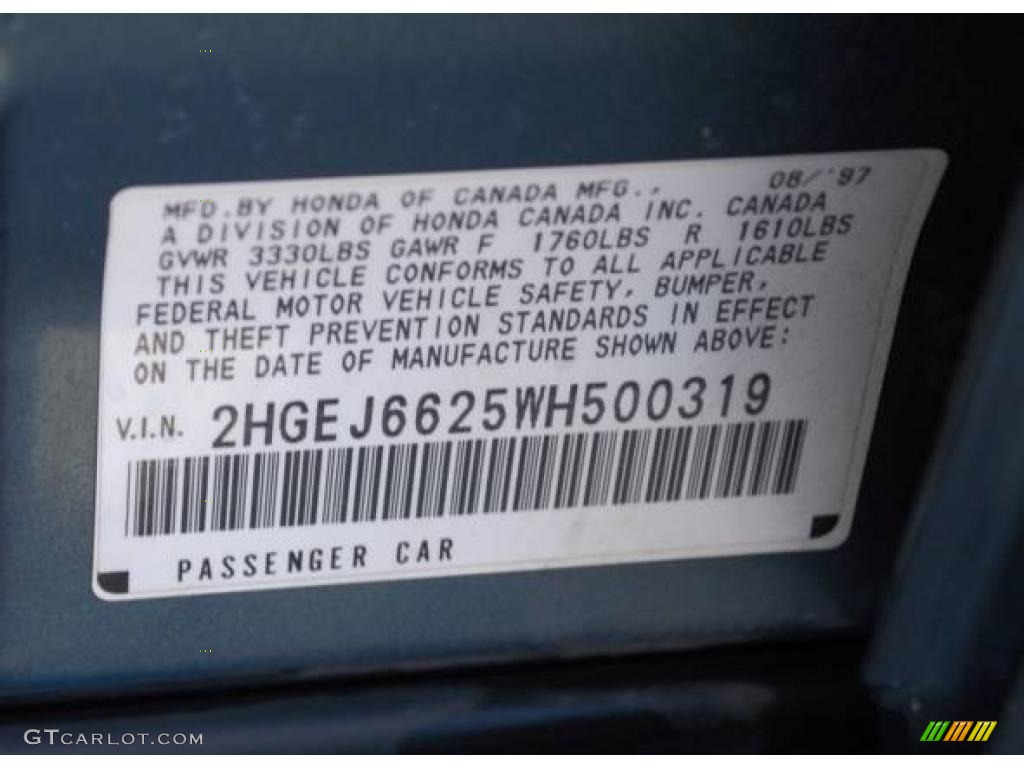 MFD. BY HONDA OF CANADA MFG., 08/'97
A DIVISION OF HONDA CANADA INC. CANADA
GVWR 3330LBS GAWR F 1760LBS R 1610LBS
THIS VEHICLE CONFORMS TO ALL APPLICABLE
FEDERAL MOTOR VEHICLE SAFETY, BUMPER,
AND THEFT PREVENTION STANDARDS IN EFFECT
ON THE DATE OF MANUFACTURE SHOWN ABOVE:
V.I.N. 2HGEJ6625WH500319
PASSENGER CAR
GTCARLOT.COM